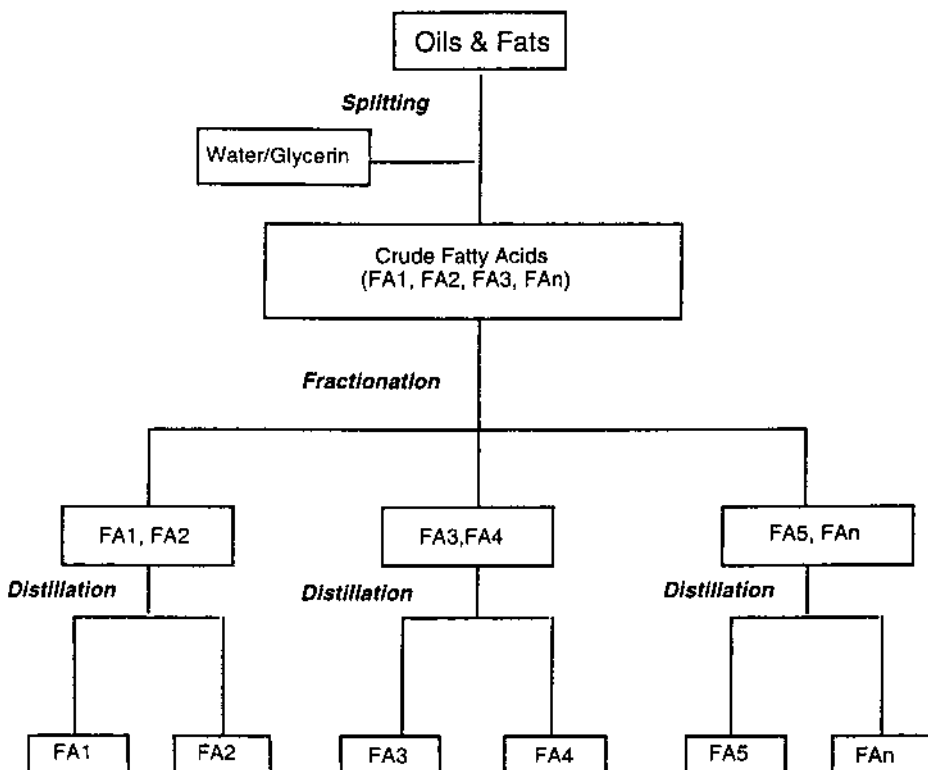 Oils & Fats
Splitting
Water/Glycerin
Crude Fatty Acids
(FA1, FA2, FA3, FAn)
Fractionation
FA1, FA2
FA3,FA4
FA5, FAn
Distillation
Distillation
Distillation
FA1
FA2
FA3
FA4
FA5
FAn